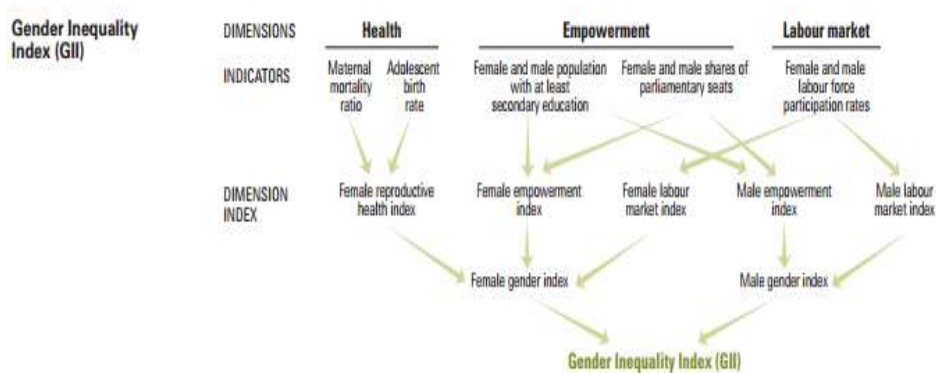 Gender Inequality
Index (GII)
DIMENSIONS
Health
Empowerment
Labour market
INDICATORS
Maternal
mortality
ratio
Adolescent
birth
rate
Female and male population
with at least
secondary education
Female and male shares of
parliamentary seats
Female and male
labour force
participation rates
DIMENSION
INDEX
Female reproductive
health index
Female empowerment
index
Female labour
market index
Male empowerment
index
Male labour
market index
Female gender index
Male gender index
Gender Inequality Index (GII)